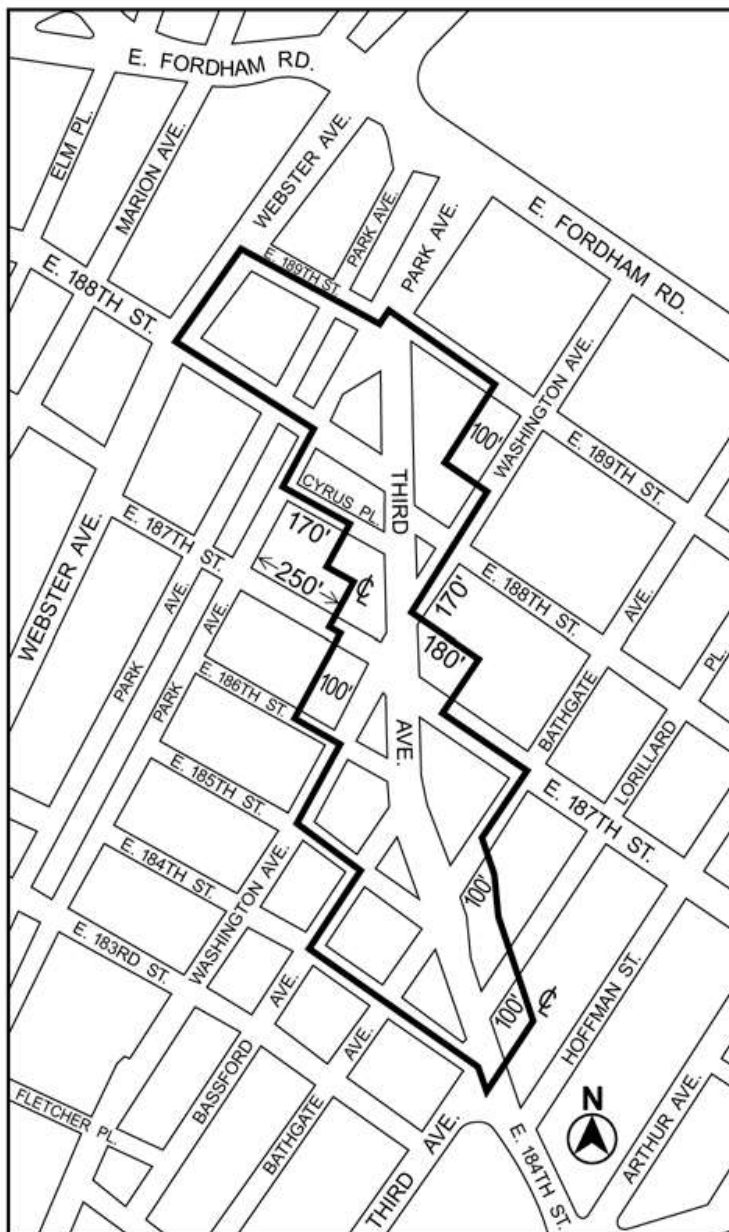 E. FORDHAM RD.
ELM PL.
MARION AVE.
WEBSTER AVE.
PARK AVE.
PARK AVE.
E. FORDHAM RD.
E. 189TH ST.
E. 188TH ST.
WASHINGTON AVE.
100'
E. 189TH ST.
THIRD
CYRUS PL.
170'
E. 187TH ST.
250'
℄
170'
E. 188TH ST.
WEBSTER AVE.
AVE.
PL.
180'
PARK AVE.
PARK AVE.
100'
E. 186TH ST.
BATHGATE
LORILLARD
AVE.
E. 187TH ST.
E. 185TH ST.
E. 184TH ST.
WASHINGTON AVE.
100'
E. 183RD ST.
AVE.
AVE.
100'
℄
HOFFMAN ST.
BASSFORD
BATHGATE
FLETCHER PL.
N
ARTHUR AVE.
THIRD AVE.
E. 184TH ST.